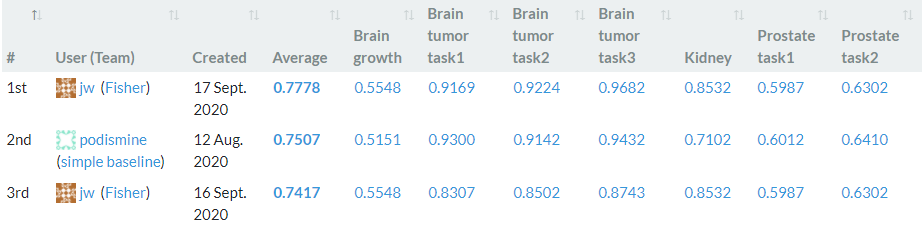 # User (Team) Created Average Brain growth Brain tumor task1 Brain tumor task2 Brain tumor task3 Kidney Prostate task1 Prostate task2
1st jw (Fisher) 17 Sept. 2020 0.7778 0.5548 0.9169 0.9224 0.9682 0.8532 0.5987 0.6302
2nd podismine (simple baseline) 12 Aug. 2020 0.7507 0.5151 0.9300 0.9142 0.9432 0.7102 0.6012 0.6410
3rd jw (Fisher) 16 Sept. 2020 0.7417 0.5548 0.8307 0.8502 0.8743 0.8532 0.5987 0.6302